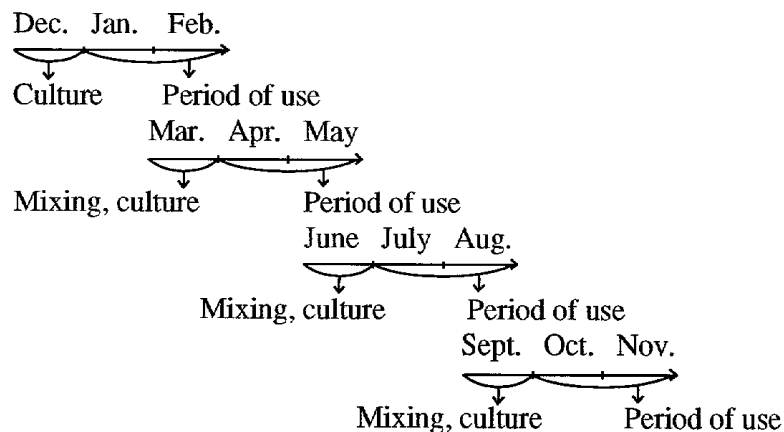 Dec. Jan. Feb.
Culture Period of use
Mar. Apr. May
Mixing, culture Period of use
June July Aug.
Mixing, culture Period of use
Sept. Oct. Nov.
Mixing, culture Period of use